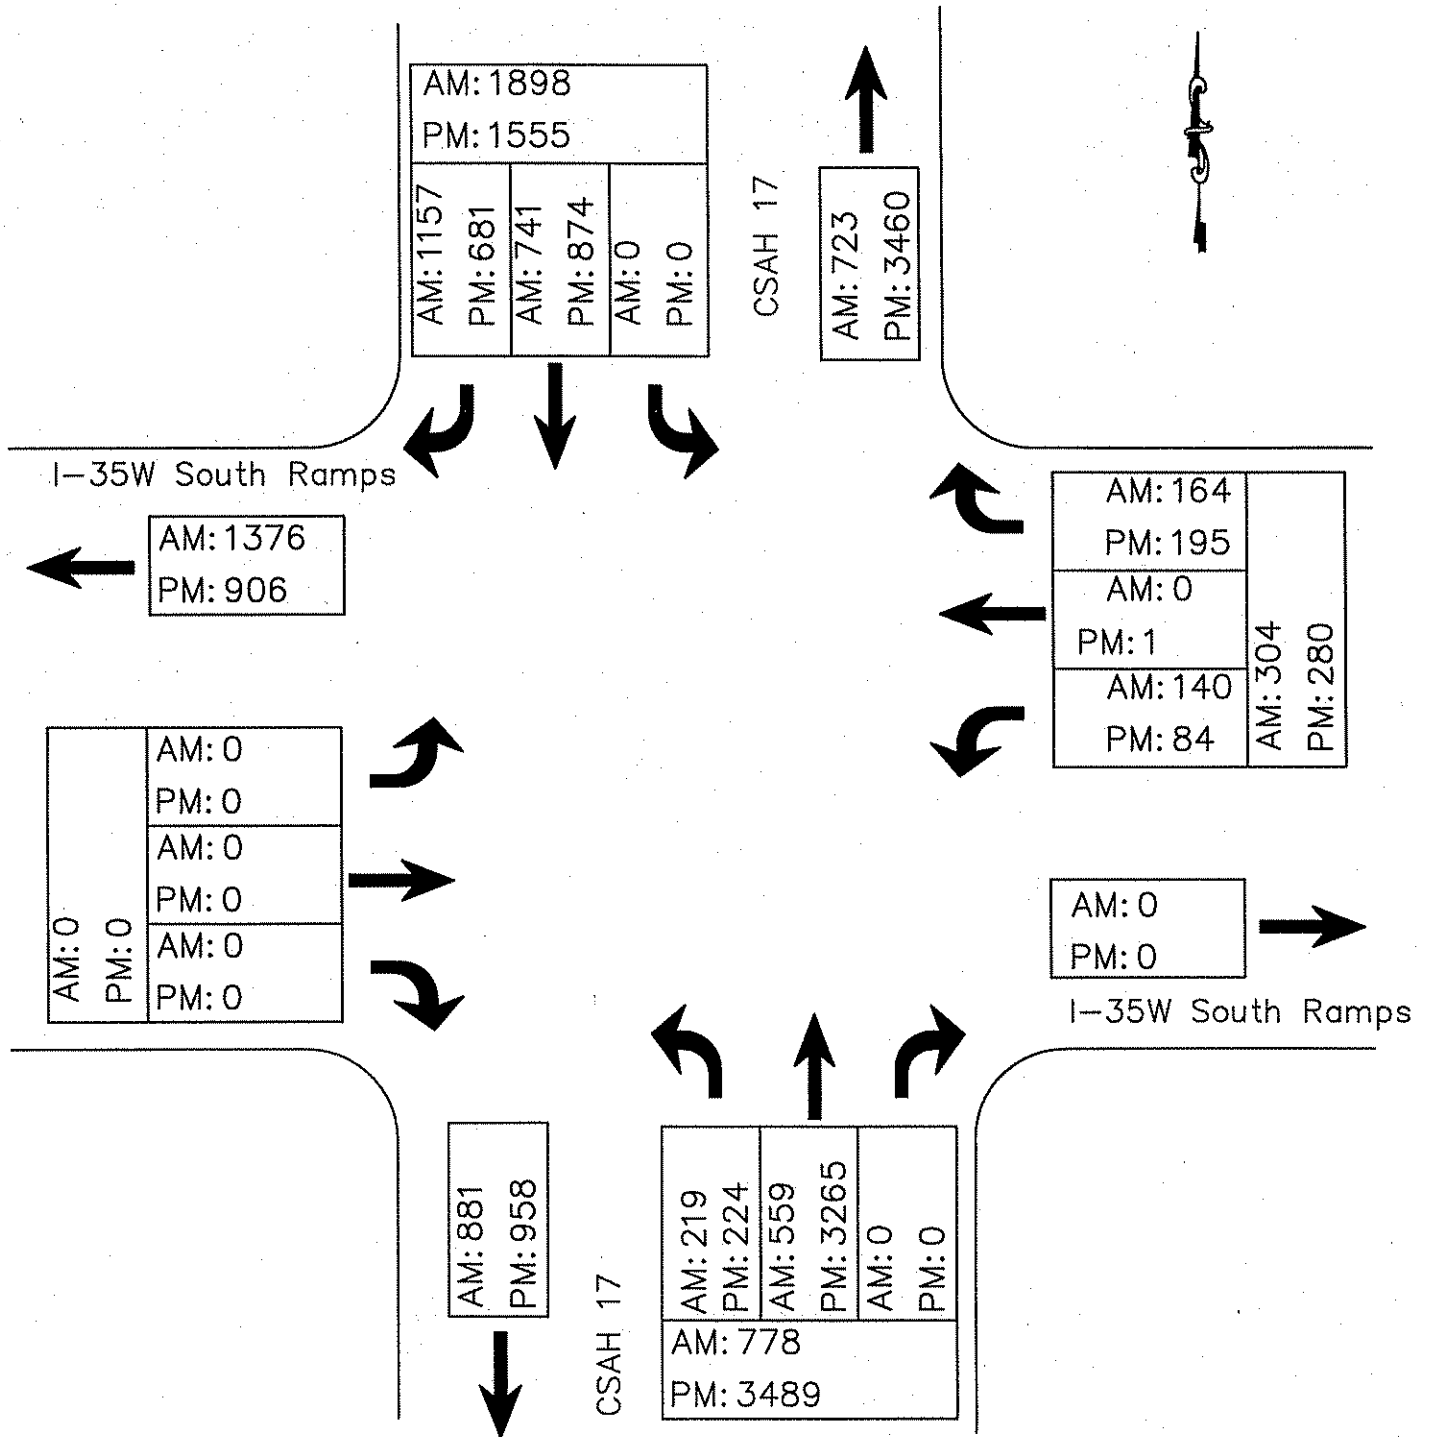 AM: 1898
PM: 1555
AM: 1157
PM: 681
AM: 741
PM: 874
AM: 0
PM: 0
CSAH 17
AM: 723
PM: 3460
I-35W South Ramps
AM: 1376
PM: 906
AM: 164
PM: 195
AM: 0
PM: 1
AM: 140
PM: 84
AM: 304
PM: 280
AM: 0
PM: 0
AM: 0
PM: 0
AM: 0
PM: 0
AM: 0
PM: 0
AM: 0
PM: 0
I-35W South Ramps
AM: 881
PM: 958
CSAH 17
AM: 219
PM: 224
AM: 559
PM: 3265
AM: 0
PM: 0
AM: 778
PM: 3489